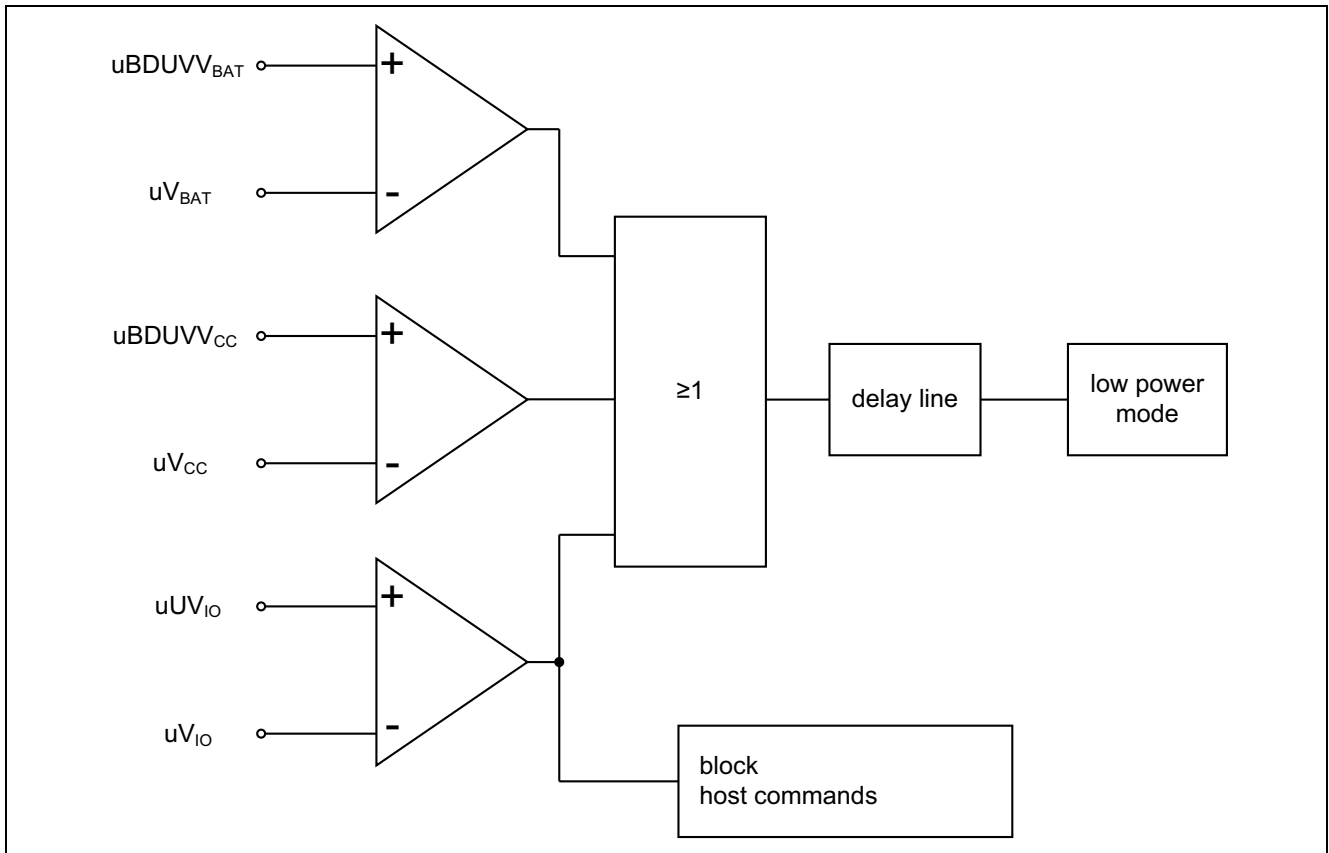 uBDUVV_BAT
+
uV_BAT
-
uBDUVV_CC
+
≥1
delay line
low power
mode
uV_CC
-
uUV_IO
+
uV_IO
-
block
host commands